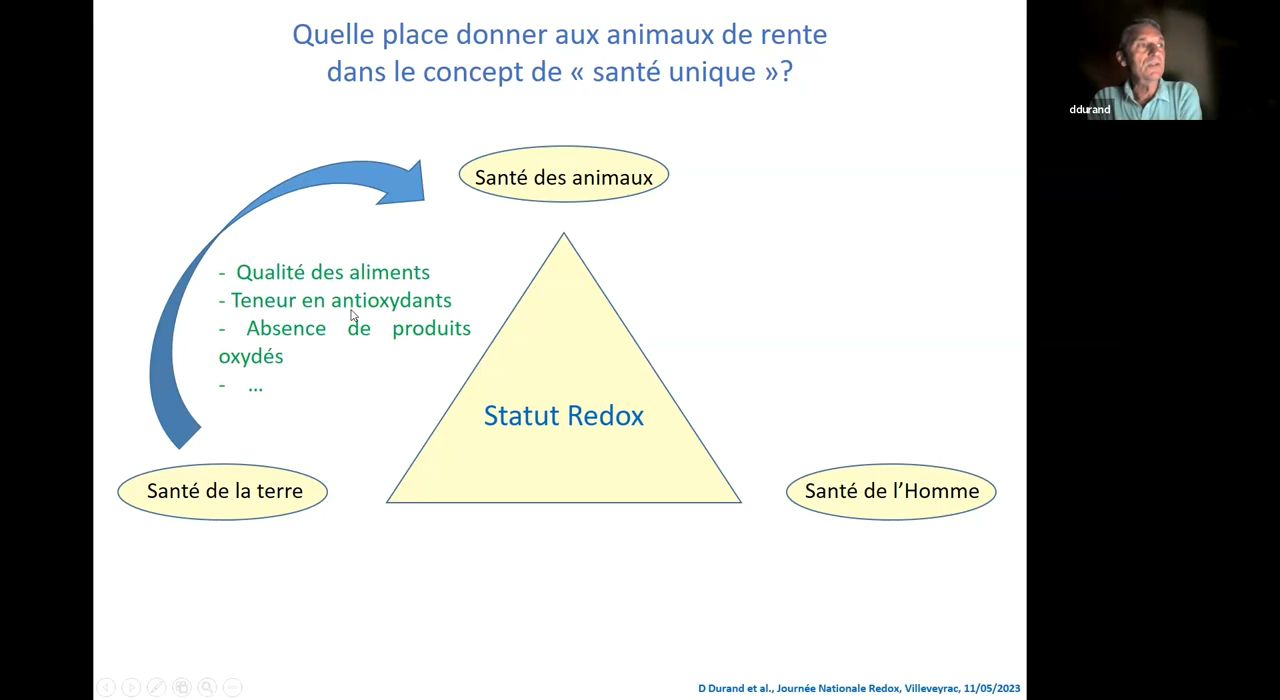 Quelle place donner aux animaux de rente
dans le concept de « santé unique »?
ddurand
Santé des animaux
- Qualité des aliments
- Teneur en antioxydants
- Absence de produits
oxydés
- ...
Statut Redox
Santé de la terre
Santé de l’Homme
D Durand et al., Journée Nationale Redox, Villeveyrac, 11/05/2023